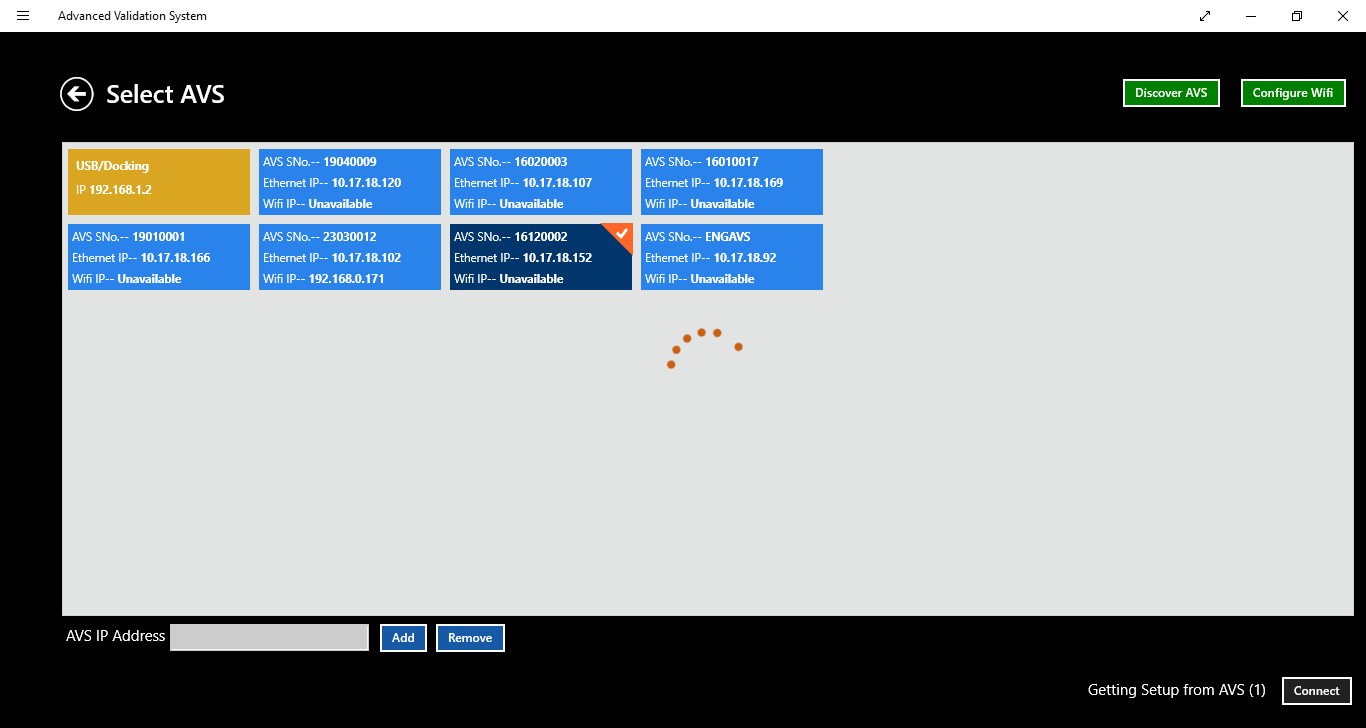 Advanced Validation System
Select AVS
Discover AVS
Configure Wifi
USB/Docking
IP 192.168.1.2
AVS SNo.-- 19040009
Ethernet IP-- 10.17.18.120
Wifi IP-- Unavailable
AVS SNo.-- 16020003
Ethernet IP-- 10.17.18.107
Wifi IP-- Unavailable
AVS SNo.-- 16010017
Ethernet IP-- 10.17.18.169
Wifi IP-- Unavailable
AVS SNo.-- 19010001
Ethernet IP-- 10.17.18.166
Wifi IP-- Unavailable
AVS SNo.-- 23030012
Ethernet IP-- 10.17.18.102
Wifi IP-- 192.168.0.171
AVS SNo.-- 16120002
Ethernet IP-- 10.17.18.152
Wifi IP-- Unavailable
AVS SNo.-- ENGAVS
Ethernet IP-- 10.17.18.92
Wifi IP-- Unavailable
AVS IP Address
Add
Remove
Getting Setup from AVS (1)
Connect